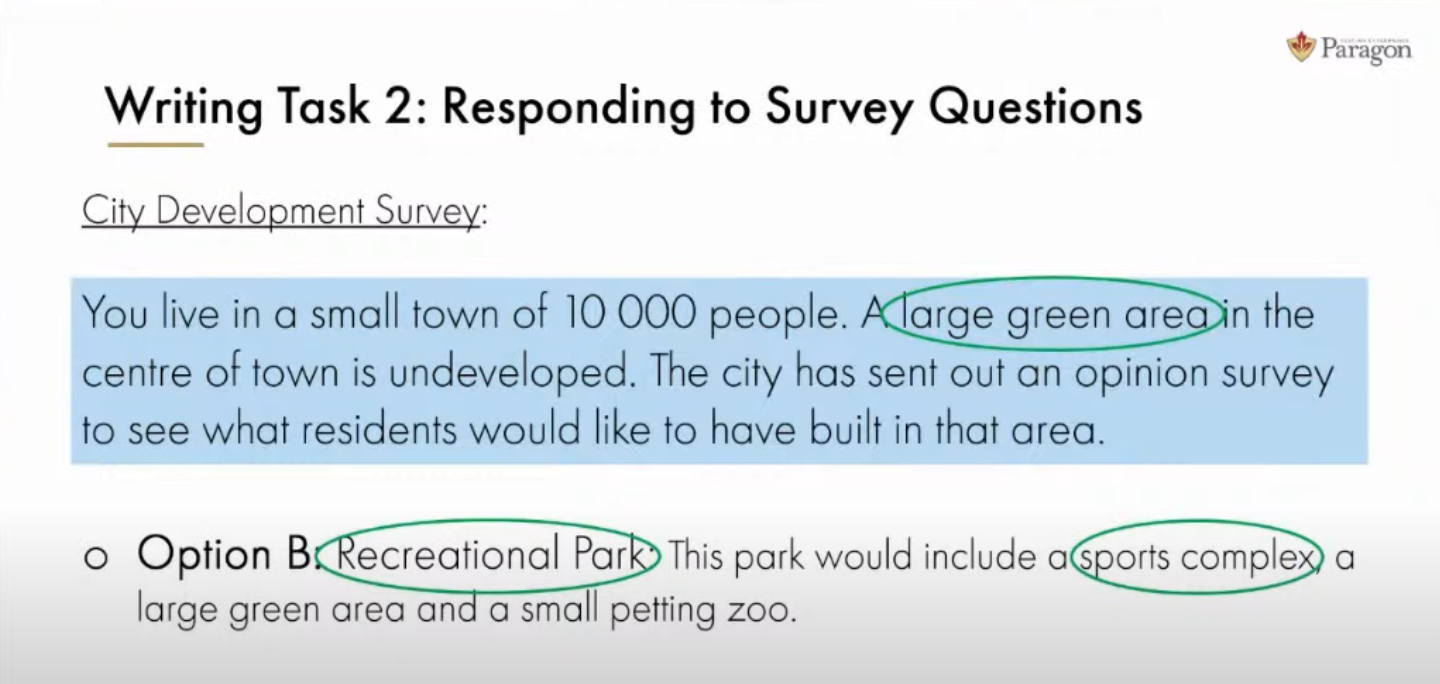 Paragon
Writing Task 2: Responding to Survey Questions
City Development Survey:
You live in a small town of 10 000 people. A large green area in the
centre of town is undeveloped. The city has sent out an opinion survey
to see what residents would like to have built in that area.
o Option B: Recreational Park: This park would include a sports complex, a
large green area and a small petting zoo.